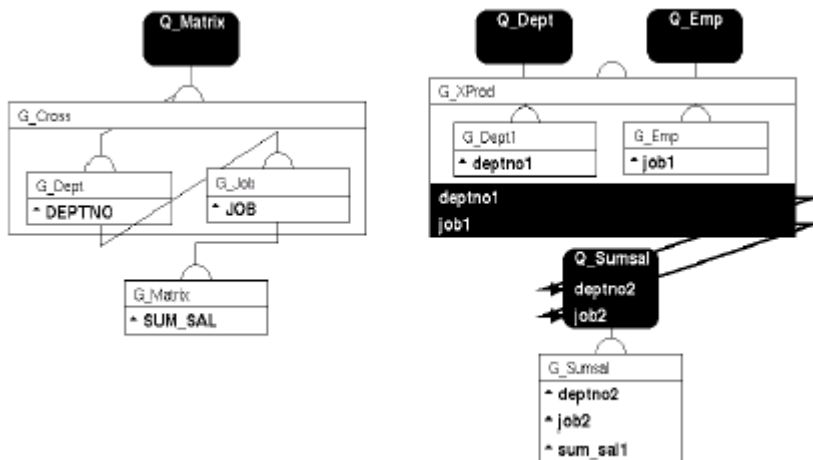 Q_Matrix
G_Cross
G_Dept
DEPTNO
G_Job
JOB
G_Matrix
SUM_SAL
Q_Dept
Q_Emp
G_XProd
G_Dept1
deptno1
G_Emp
job1
deptno1
job1
Q_Sumsal
deptno2
job2
G_Sumsal
deptno2
job2
sum_sal1